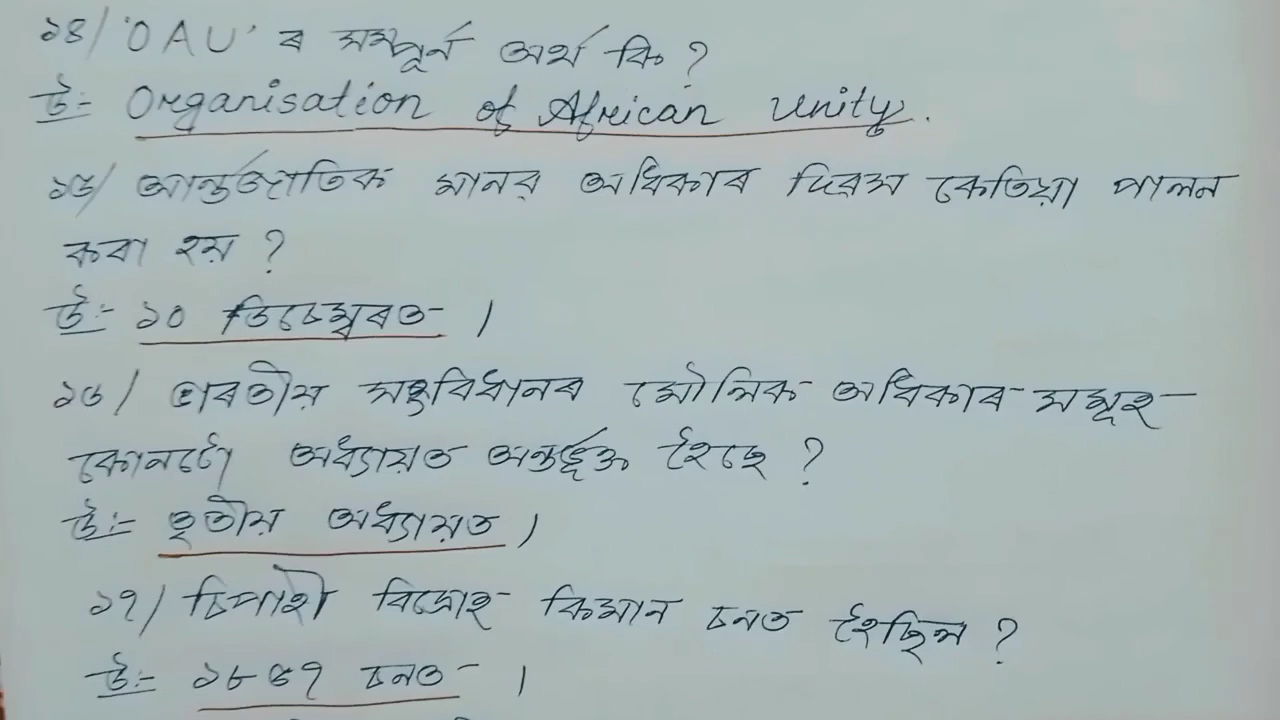 ১৪/ 'OAU' ৰ সম্পূৰ্ন অৰ্থ কি ?
উঃ- Organisation of African Unity.
১৫/ আন্তৰ্জাতিক মানৱ অধিকাৰ দিৱস কেতিয়া পালন
কৰা হয় ?
উঃ- ১০ ডিচেম্বৰত ।
১৬/ ভাৰতীয় সংবিধানৰ মৌলিক অধিকাৰ সমূহ
কোনটো অধ্যায়ত অন্তৰ্ভূক্ত হৈছে ?
উঃ- তৃতীয় অধ্যায়ত ।
১৭/ চিপাহী বিদ্ৰোহ কিমান চনত হৈছিল ?
উঃ- ১৮৫৭ চনত ।